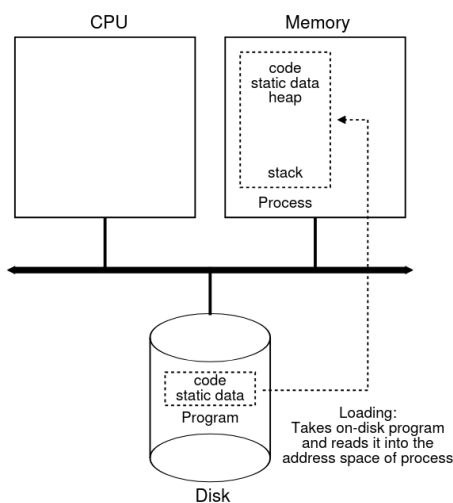 CPU
Memory
code
static data
heap
stack
Process
code
static data
Program
Loading:
Takes on-disk program
and reads it into the
address space of process
Disk